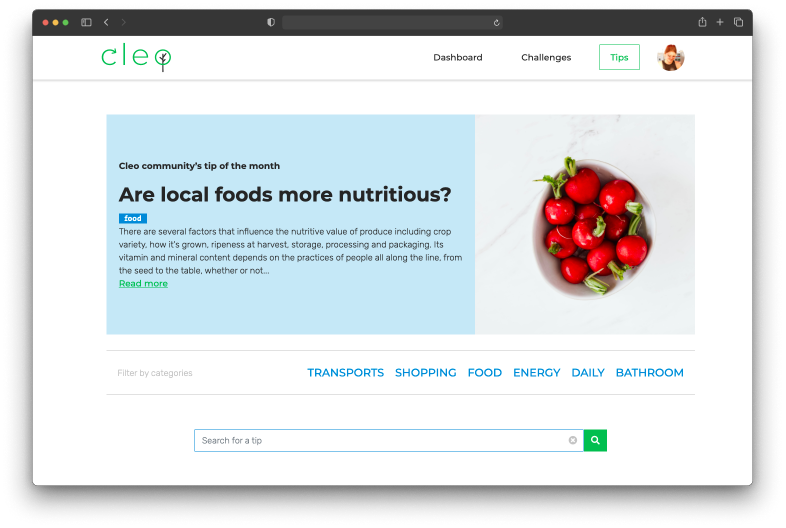 cleo
Dashboard Challenges Tips
Cleo community's tip of the month
Are local foods more nutritious?
food
There are several factors that influence the nutritive value of produce including crop
variety, how it's grown, ripeness at harvest, storage, processing and packaging. Its
vitamin and mineral content depends on the practices of people all along the line, from
the seed to the table, whether or not...
Read more
Filter by categories TRANSPORTS SHOPPING FOOD ENERGY DAILY BATHROOM
Search for a tip